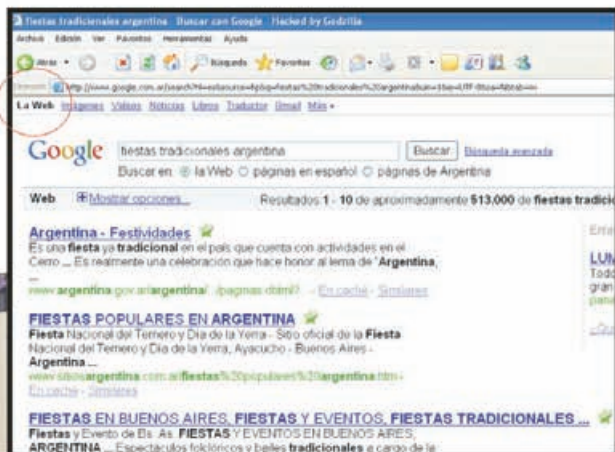 fiestas tradicionales argentina - Buscar con Google - Hacked by Godzilla
Archivo Edición Ver Favoritos Herramientas Ayuda
Atrás Búsqueda Favoritos
La Web Imágenes Videos Noticias Libros Traductor Gmail Más
Google fiestas tradicionales argentina Buscar Búsqueda avanzada
Buscar en: la Web páginas en español páginas de Argentina
Web Mostrar opciones... Resultados 1 - 10 de aproximadamente 513.000 de fiestas tradicio
Argentina - Festividades
Es una fiesta ya tradicional en el país que cuenta con actividades en el
Cerro ... Es realmente una celebración que hace honor al lema de "Argentina,
...
En caché - Similares
FIESTAS POPULARES EN ARGENTINA
Fiesta Nacional del Ternero y Dia de la Yerra - Sitio oficial de la Fiesta
Nacional del Ternero y Dia de la Yerra, Ayacucho - Buenos Aires -
Argentina ...
En caché - Similares
FIESTAS EN BUENOS AIRES, FIESTAS Y EVENTOS, FIESTAS TRADICIONALES ...
Fiestas y Evento de Bs. As. FIESTAS Y EVENTOS EN BUENOS AIRES,
ARGENTINA ... Espectáculos folklóricos y bailes tradicionales a cargo de la
LUM
Todo
gran